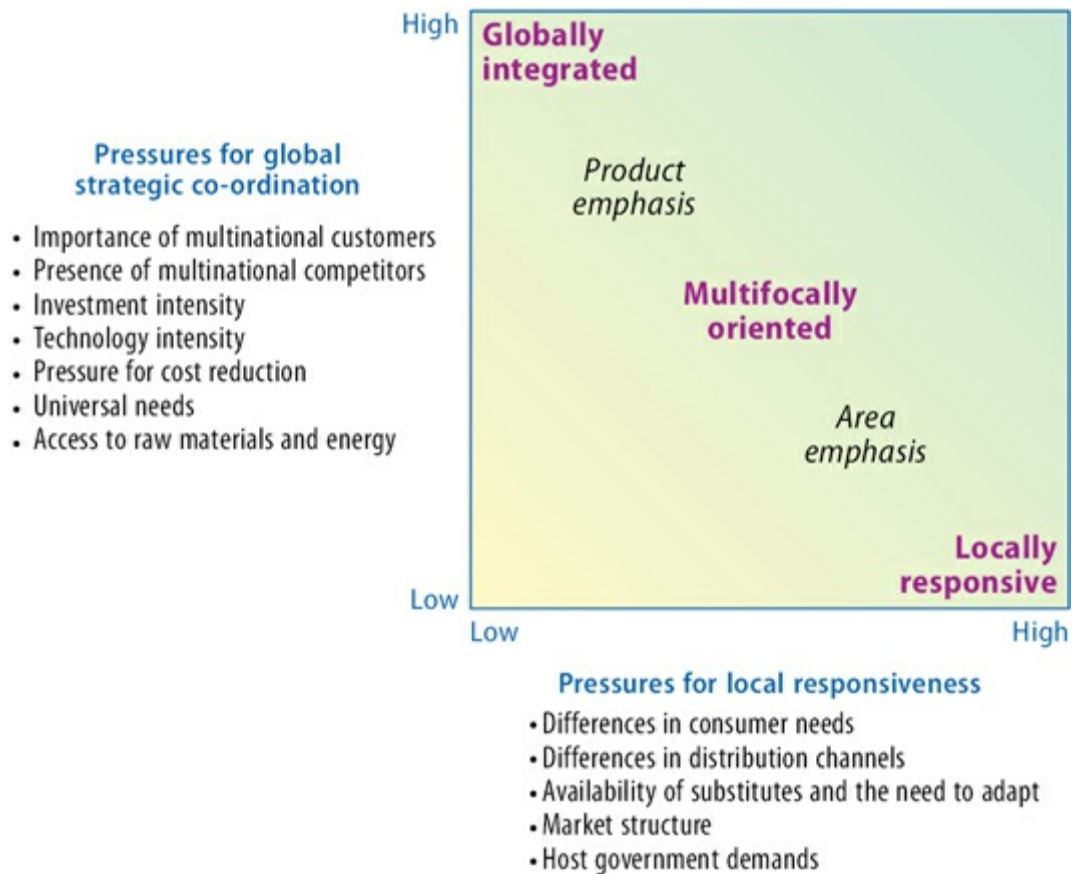 High
Globally
integrated
Pressures for global
strategic co-ordination
• Importance of multinational customers
• Presence of multinational competitors
• Investment intensity
• Technology intensity
• Pressure for cost reduction
• Universal needs
• Access to raw materials and energy
Product
emphasis
Multifocally
oriented
Area
emphasis
Locally
responsive
Low
Low
High
Pressures for local responsiveness
• Differences in consumer needs
• Differences in distribution channels
• Availability of substitutes and the need to adapt
• Market structure
• Host government demands